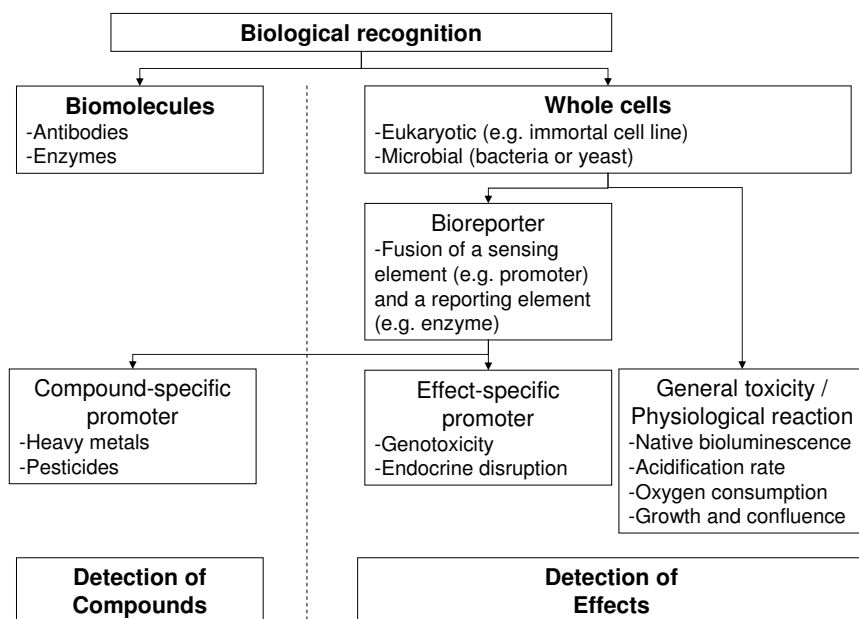 Biological recognition
Biomolecules
-Antibodies
-Enzymes
Whole cells
-Eukaryotic (e.g. immortal cell line)
-Microbial (bacteria or yeast)
Bioreporter
-Fusion of a sensing
element (e.g. promoter)
and a reporting element
(e.g. enzyme)
Compound-specific
promoter
-Heavy metals
-Pesticides
Effect-specific
promoter
-Genotoxicity
-Endocrine disruption
General toxicity /
Physiological reaction
-Native bioluminescence
-Acidification rate
-Oxygen consumption
-Growth and confluence
Detection of
Compounds
Detection of
Effects